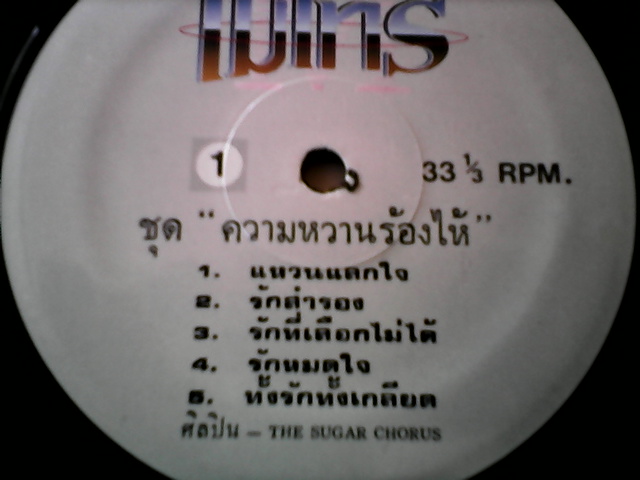 แม่ไทร
1 33 ⅓ RPM.
ชุด "ความหวานร้องไห้"
1. แหวนแลกใจ
2. รักสำรอง
3. รักที่เลือกไม่ได้
4. รักหมดใจ
5. ทั้งรักทั้งเกลียด
ศิลปิน – THE SUGAR CHORUS